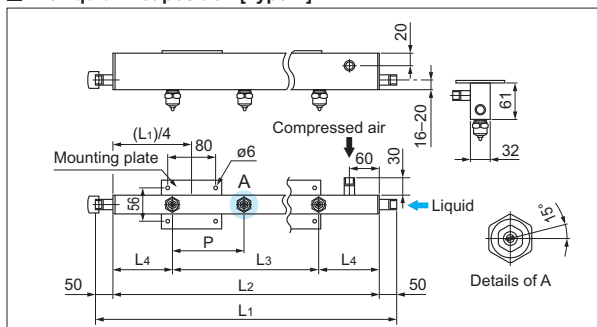 20
16–20
61
32
(L1)/4
80
ø6
Mounting plate
A
Compressed air
60
30
56
Liquid
P
L4
L3
L4
50
L2
50
L1
15°
Details of A